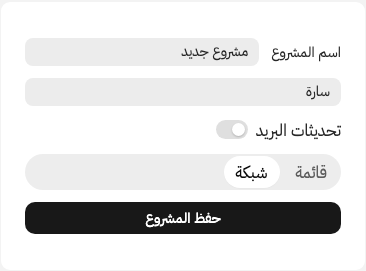 اسم المشروع مشروع جديد
سارة
تحديثات البريد
قائمة شبكة
حفظ المشروع